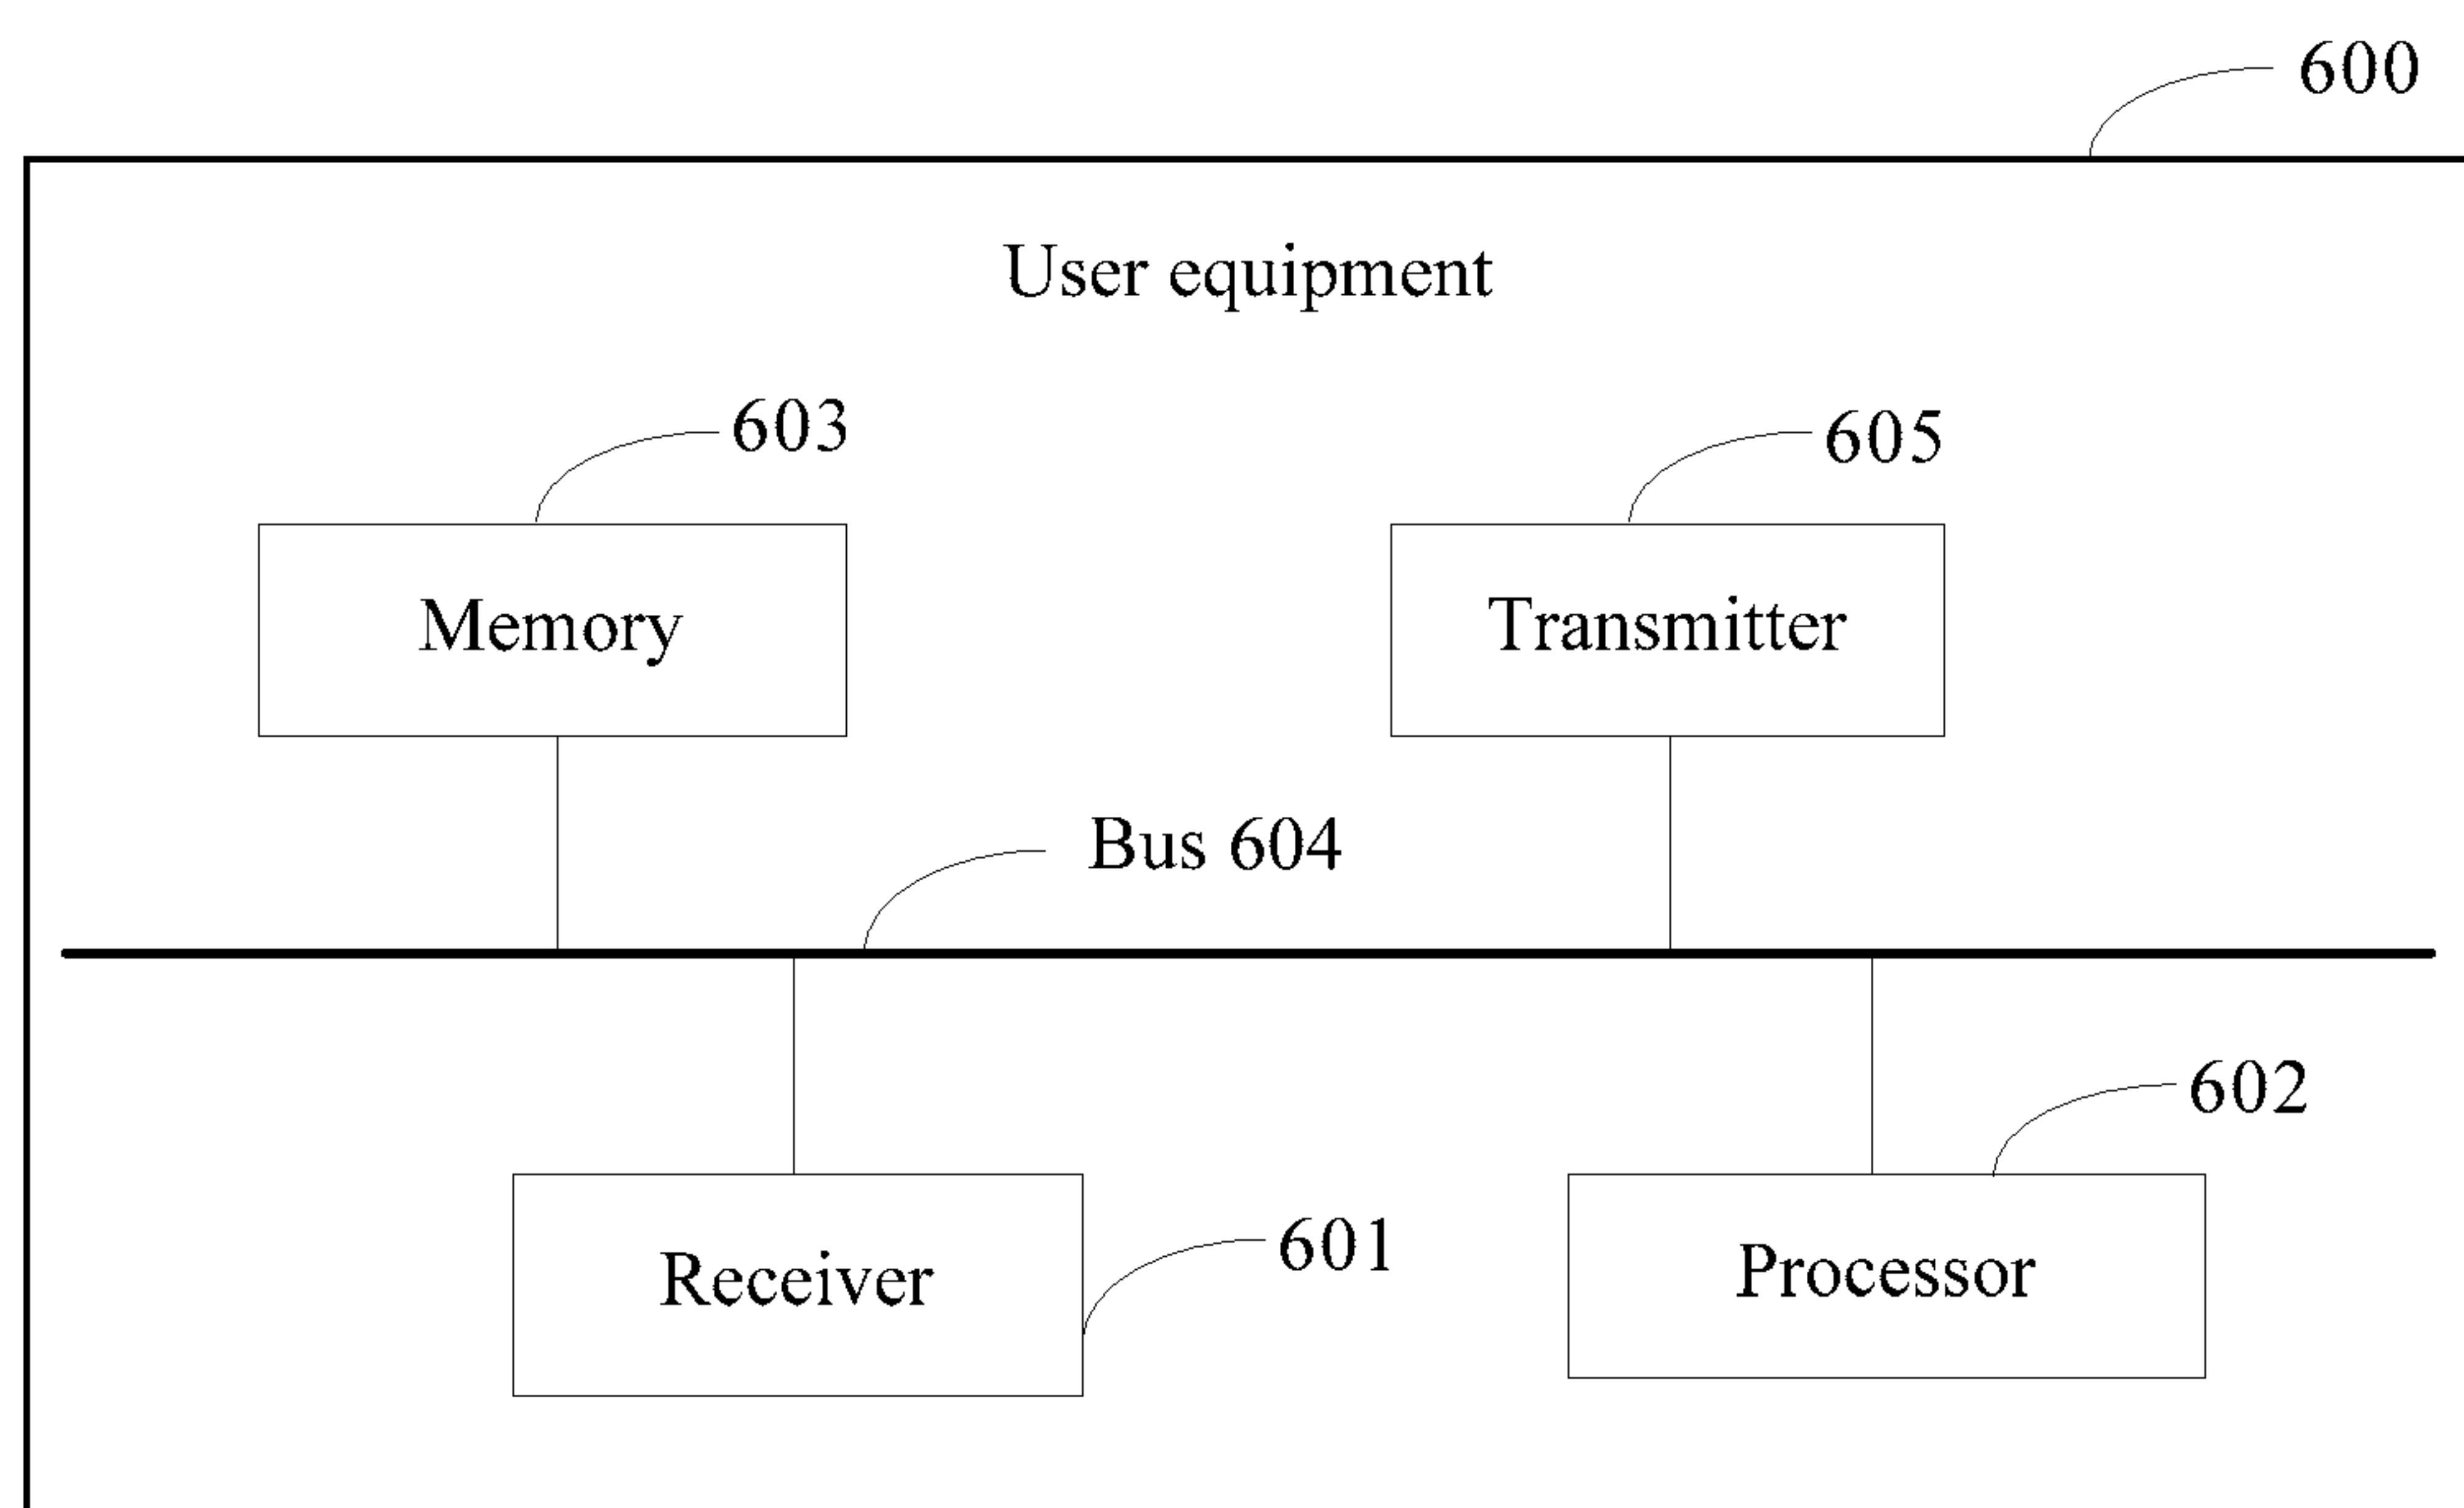 600
User equipment
603
605
Memory
Transmitter
Bus 604
602
601
Receiver
Processor